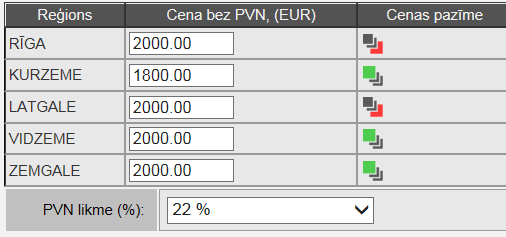 Reģions Cena bez PVN, (EUR) Cenas pazīme
RĪGA 2000.00
KURZEME 1800.00
LATGALE 2000.00
VIDZEME 2000.00
ZEMGALE 2000.00
PVN likme (%): 22 %